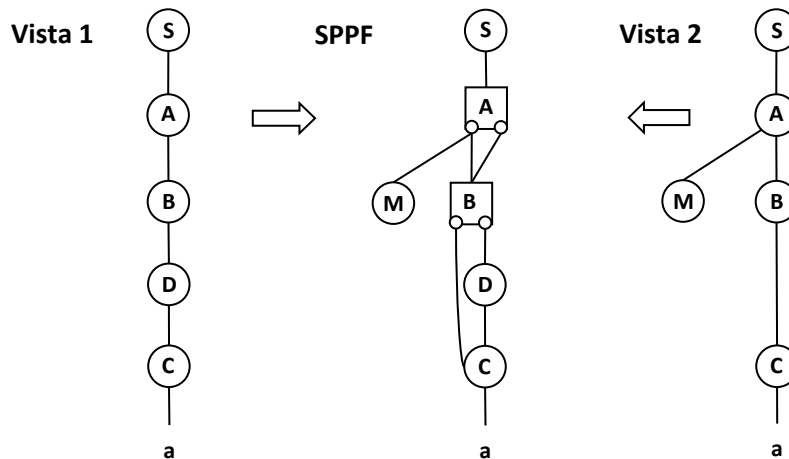 Vista 1 S SPPF S Vista 2 S
A A A
B M B M B
D D
C C C
a a a